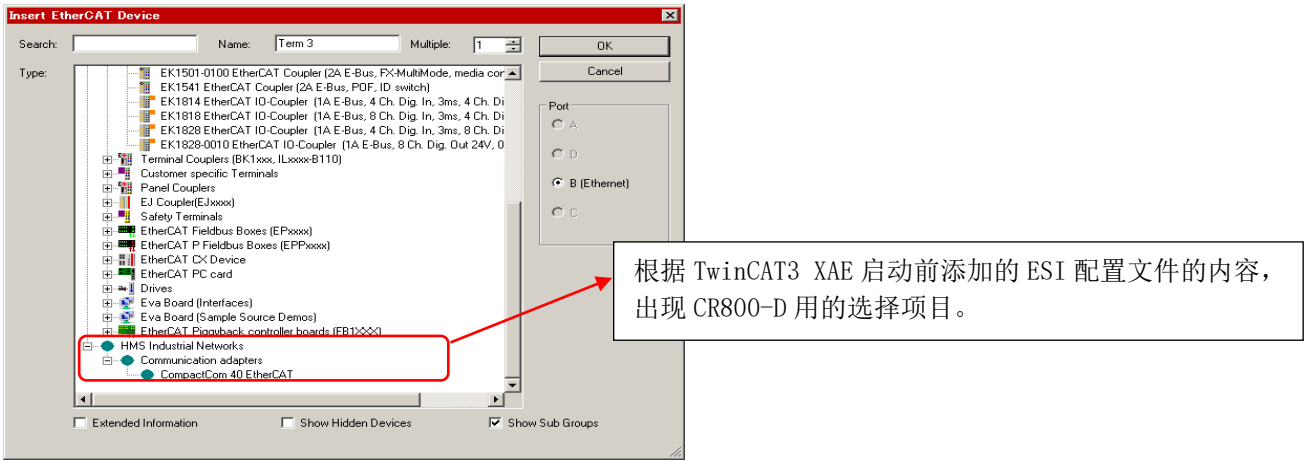 Insert EtherCAT Device
Search:
Name: Term 3
Multiple: 1
OK
Type:
EK1501-0100 EtherCAT Coupler (2A E-Bus, FX-MultiMode, media cor
Cancel
EK1541 EtherCAT Coupler (2A E-Bus, POF, ID switch)
EK1814 EtherCAT IO-Coupler (1A E-Bus, 4 Ch. Dig. In, 3ms, 4 Ch. Di
EK1818 EtherCAT IO-Coupler (1A E-Bus, 8 Ch. Dig. In, 3ms, 4 Ch. Di
EK1828 EtherCAT IO-Coupler (1A E-Bus, 4 Ch. Dig. In, 3ms, 8 Ch. Di
EK1828-0010 EtherCAT IO-Coupler (1A E-Bus, 8 Ch. Dig. Out 24V, 0
Terminal Couplers (BK1xxx, ILxxxx-B110)
Customer specific Terminals
Panel Couplers
EJ Coupler(EJxxxx)
Safety Terminals
EtherCAT Fieldbus Boxes (EPxxxx)
EtherCAT P Fieldbus Boxes (EPPxxxx)
EtherCAT CX Device
EtherCAT PC card
Drives
Eva Board (Interfaces)
Eva Board (Sample Source Demos)
EtherCAT Piggyback controller boards (FB1XXX)
HMS Industrial Networks
Communication adapters
CompactCom 40 EtherCAT
Port
A
D
B (Ethernet)
C
Extended Information
Show Hidden Devices
Show Sub Groups
根据 TwinCAT3 XAE 启动前添加的 ESI 配置文件的内容，
出现 CR800-D 用的选择项目。